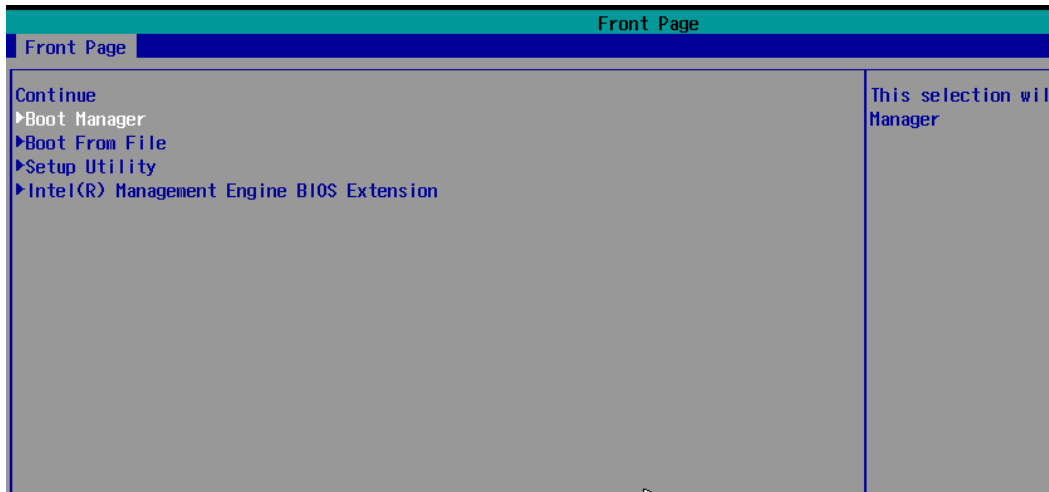 Front Page
Front Page
Continue
Boot Manager
Boot From File
Setup Utility
Intel(R) Management Engine BIOS Extension
This selection wil
Manager